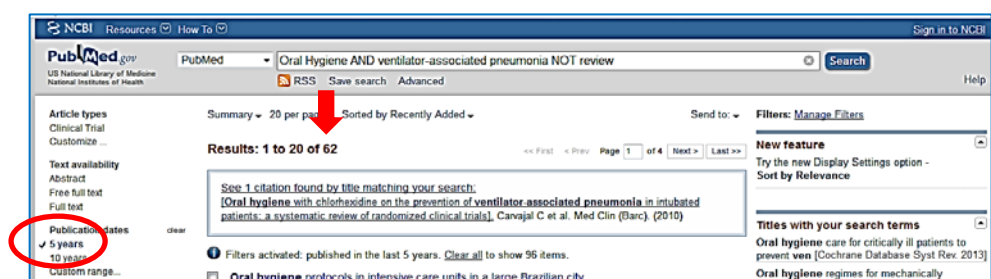 NCBI Resources How To Sign in to NCBI
PubMed.gov
US National Library of Medicine
National Institutes of Health
PubMed Oral Hygiene AND ventilator-associated pneumonia NOT review Search
RSS Save search Advanced Help
Article types
Clinical Trial
Customize ...
Text availability
Abstract
Free full text
Full text
Publication dates clear
✓ 5 years
10 years
Custom range...
Summary 20 per page Sorted by Recently Added Send to:
Results: 1 to 20 of 62 << First < Prev Page 1 of 4 Next > Last >>
See 1 citation found by title matching your search:
[Oral hygiene with chlorhexidine on the prevention of ventilator-associated pneumonia in intubated
patients: a systematic review of randomized clinical trials]. Carvajal C et al. Med Clin (Barc). (2010)
Filters activated: published in the last 5 years. Clear all to show 96 items.
Oral hygiene protocols in intensive care units in a large Brazilian city
Filters: Manage Filters
New feature
Try the new Display Settings option -
Sort by Relevance
Titles with your search terms
Oral hygiene care for critically ill patients to
prevent ven [Cochrane Database Syst Rev. 2013]
Oral hygiene regimes for mechanically